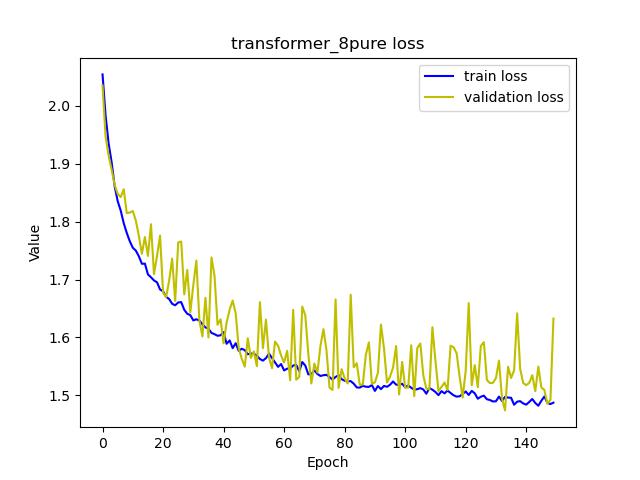 transformer_8pure loss
train loss
validation loss
2.0
1.9
1.8
1.7
1.6
1.5
Value
0 20 40 60 80 100 120 140
Epoch